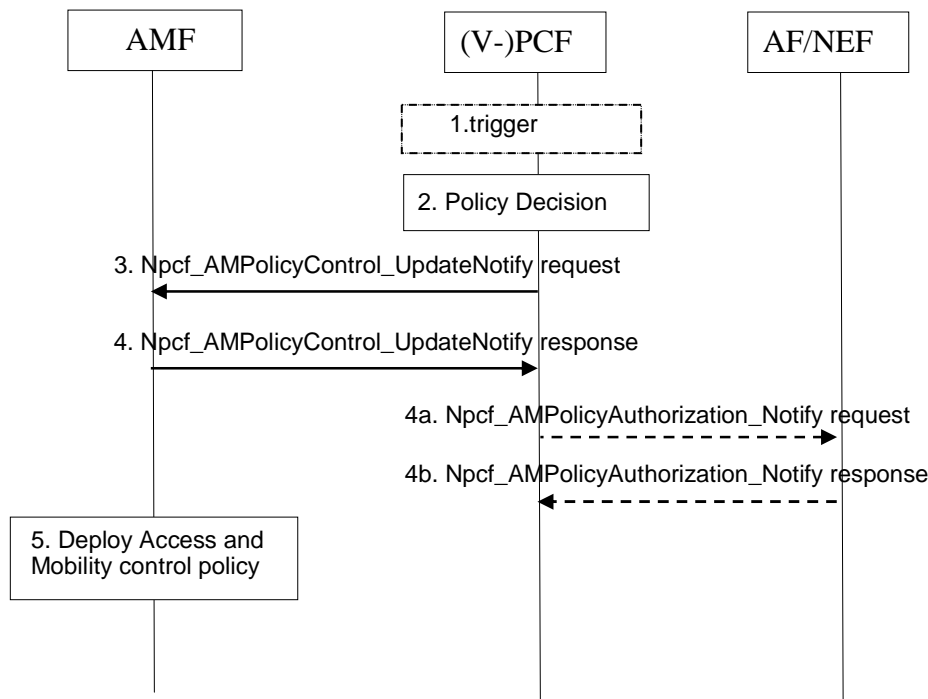 AMF
(V-)PCF
AF/NEF
1.trigger
2. Policy Decision
3. Npcf_AMPolicyControl_UpdateNotify request
4. Npcf_AMPolicyControl_UpdateNotify response
4a. Npcf_AMPolicyAuthorization_Notify request
4b. Npcf_AMPolicyAuthorization_Notify response
5. Deploy Access and
Mobility control policy